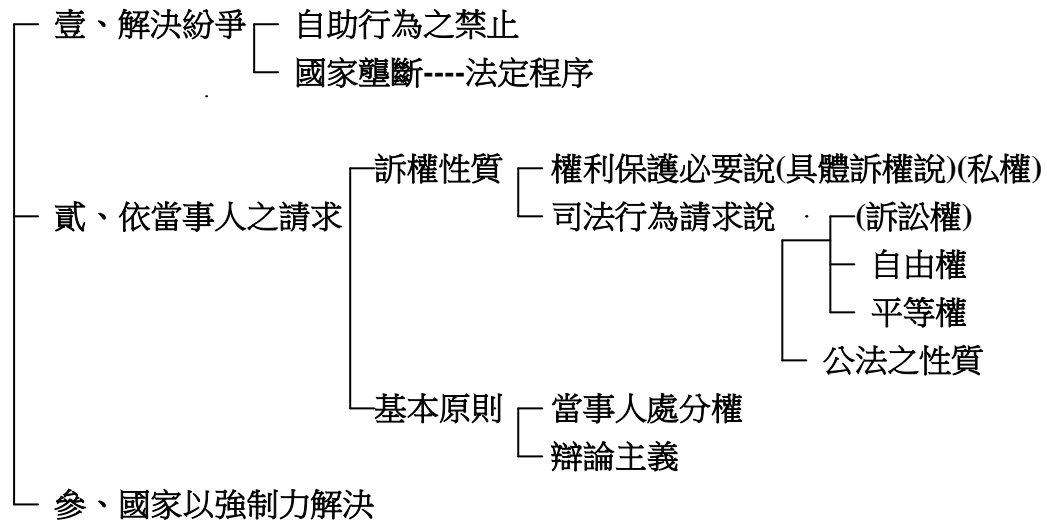 壹、解決紛爭 自助行為之禁止
國家壟斷----法定程序
訴權性質 權利保護必要說(具體訴權說)(私權)
貳、依當事人之請求 司法行為請求說 (訴訟權)
自由權
平等權
公法之性質
基本原則 當事人處分權
辯論主義
參、國家以強制力解決